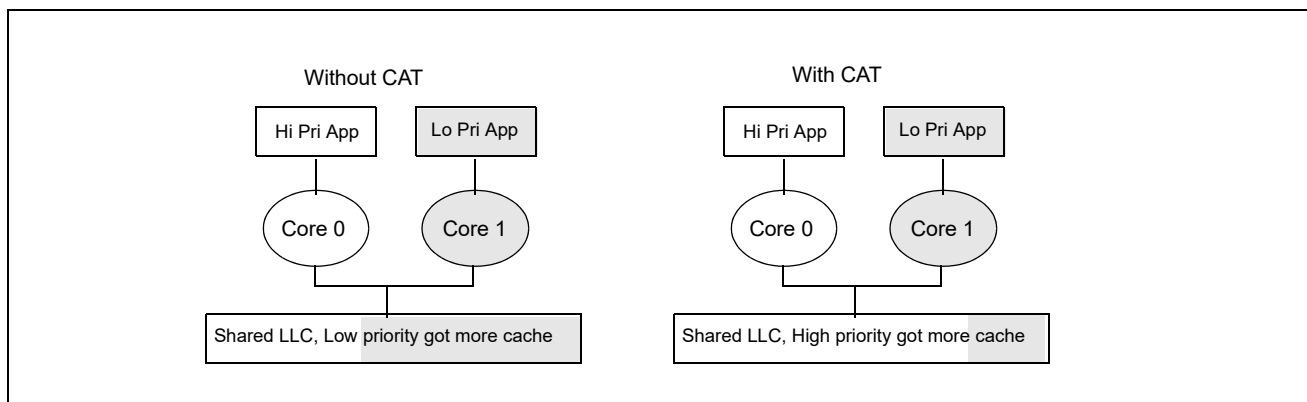 Without CAT
Hi Pri App
Lo Pri App
Core 0
Core 1
Shared LLC, Low priority got more cache
With CAT
Hi Pri App
Lo Pri App
Core 0
Core 1
Shared LLC, High priority got more cache